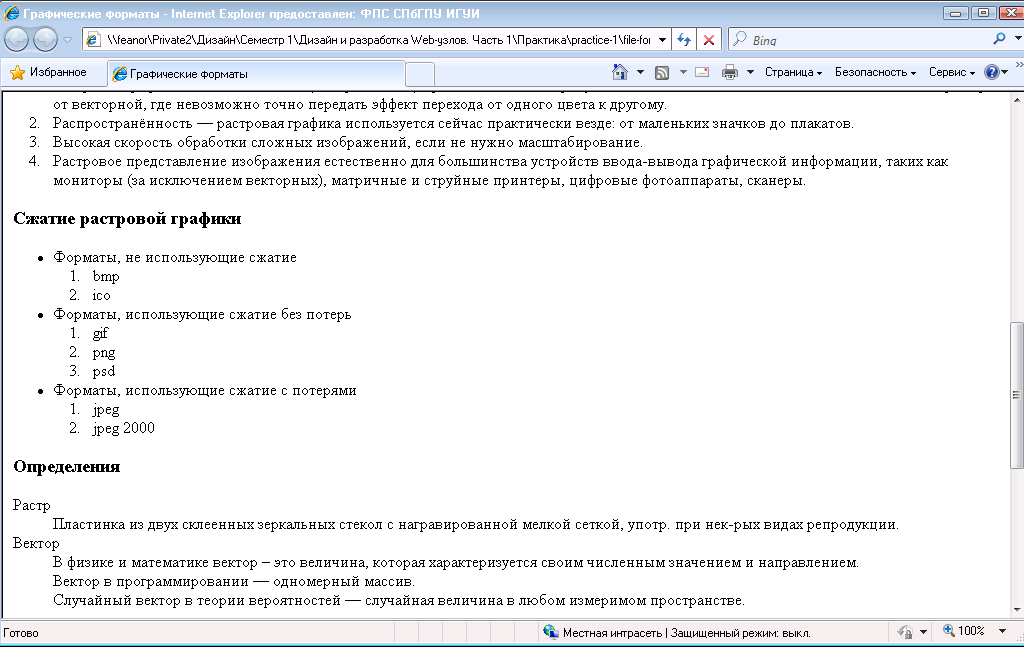 Графические форматы - Internet Explorer предоставлен: ФПС СПбГПУ ИГУИ
\\feanor\Private2\Дизайн\Семестр 1\Дизайн и разработка Web-узлов. Часть 1\Практика\practice-1\file-for
Bing
Избранное
Графические форматы
Страница
Безопасность
Сервис
от векторной, где невозможно точно передать эффект перехода от одного цвета к другому.
2. Распространённость — растровая графика используется сейчас практически везде: от маленьких значков до плакатов.
3. Высокая скорость обработки сложных изображений, если не нужно масштабирование.
4. Растровое представление изображения естественно для большинства устройств ввода-вывода графической информации, таких как
мониторы (за исключением векторных), матричные и струйные принтеры, цифровые фотоаппараты, сканеры.
Сжатие растровой графики
• Форматы, не использующие сжатие
1. bmp
2. ico
• Форматы, использующие сжатие без потерь
1. gif
2. png
3. psd
• Форматы, использующие сжатие с потерями
1. jpeg
2. jpeg 2000
Определения
Растр
Пластинка из двух склеенных зеркальных стекол с награвированной мелкой сеткой, употр. при нек-рых видах репродукции.
Вектор
В физике и математике вектор – это величина, которая характеризуется своим численным значением и направлением.
Вектор в программировании — одномерный массив.
Случайный вектор в теории вероятностей — случайная величина в любом измеримом пространстве.
Готово
Местная интрасеть | Защищенный режим: выкл.
100%